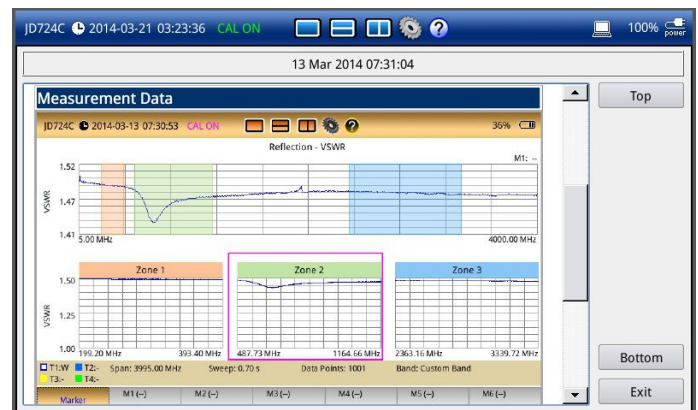 JD724C 2014-03-21 03:23:36 CAL ON 100% power
13 Mar 2014 07:31:04
Top
Measurement Data
JD724C 2014-03-13 07:30:53 CAL ON 36%
Reflection - VSWR
M1: --
1.52
VSWR
1.47
1.41
5.00 MHz 4000.00 MHz
Zone 1 Zone 2 Zone 3
1.50
VSWR
1.25
1.00
199.20 MHz 393.40 MHz 487.73 MHz 1164.66 MHz 2363.16 MHz 3339.72 MHz
T1:W T2:- Span: 3995.00 MHz Sweep: 0.70 s Data Points: 1001 Band: Custom Band
T3:- T4:-
Marker M1 (--) M2 (--) M3 (--) M4 (--) M5 (--) M6 (--)
Bottom
Exit